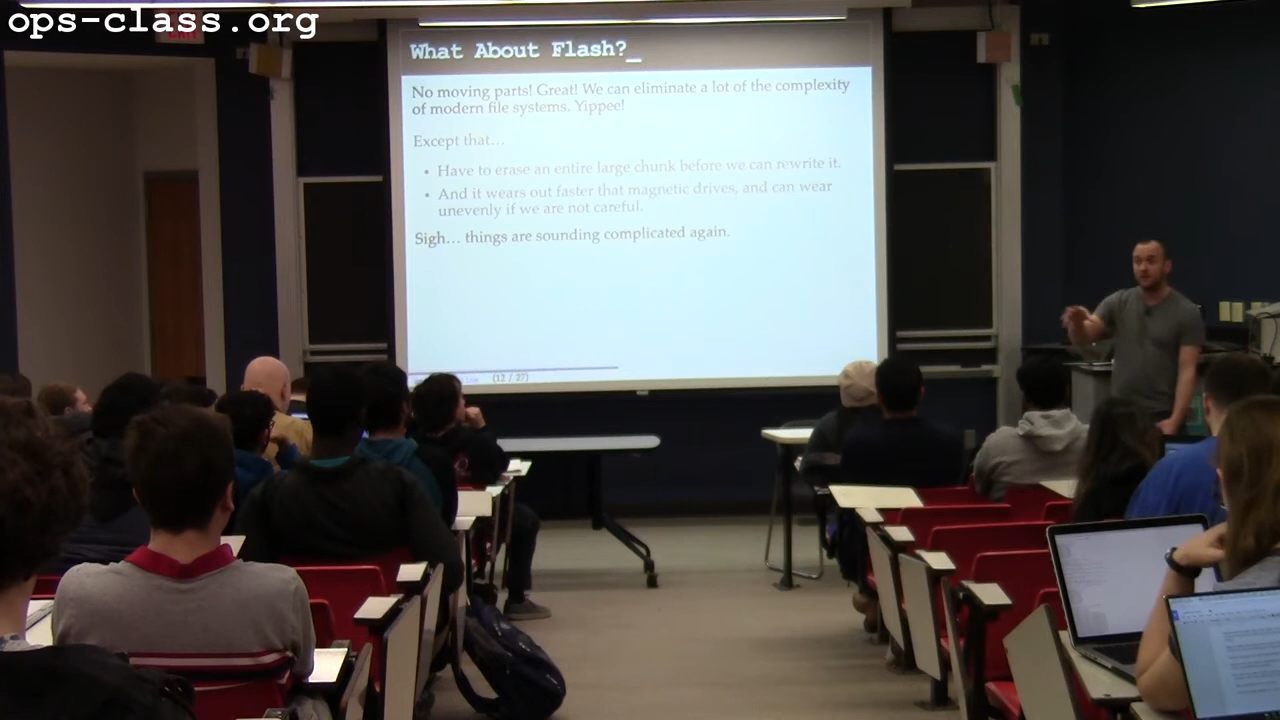 ops-class.org
EXIT
What About Flash?_
No moving parts! Great! We can eliminate a lot of the complexity
of modern file systems. Yippee!
Except that…
• Have to erase an entire large chunk before we can rewrite it.
• And it wears out faster that magnetic drives, and can wear
unevenly if we are not careful.
Sigh… things are sounding complicated again.
(12 / 27)